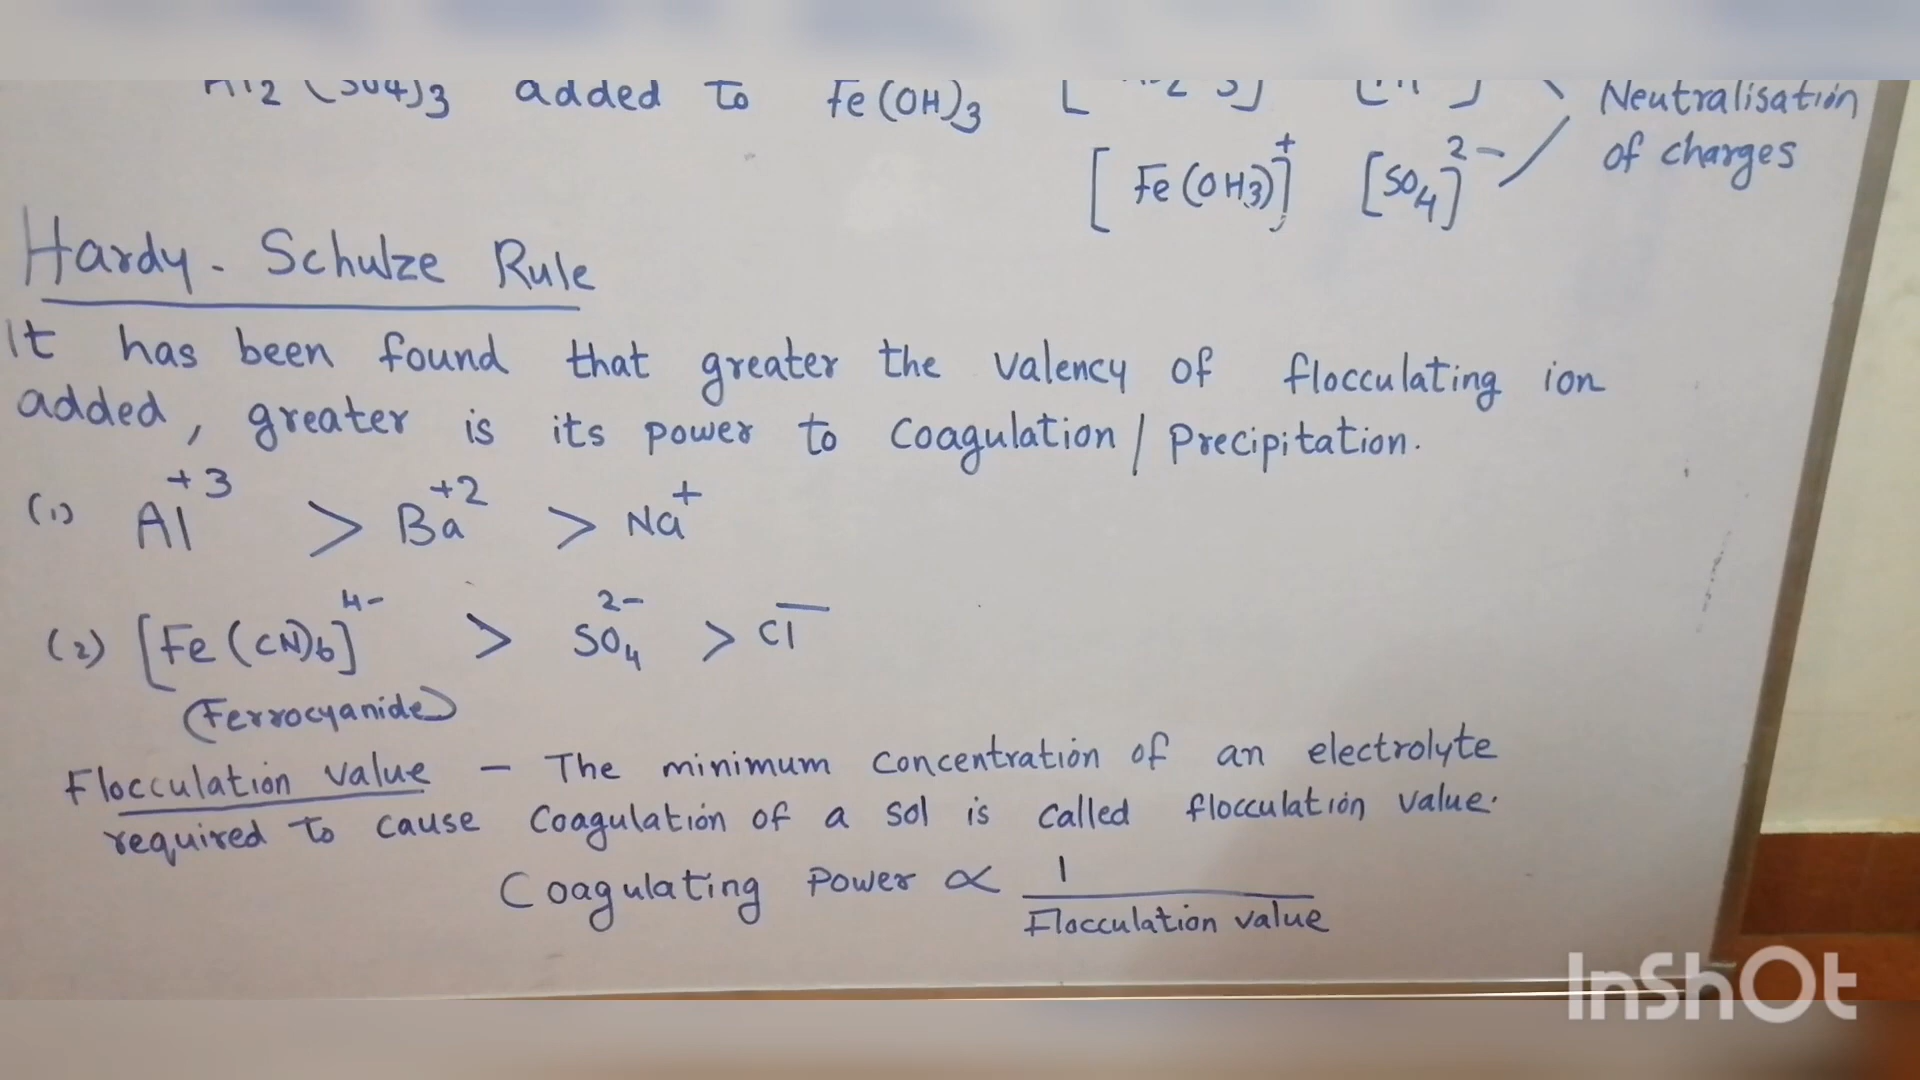 added to Fe(OH)3 Neutralisation
[Fe(OH3)]+ [SO4]2- of charges
Hardy - Schulze Rule
It has been found that greater the valency of flocculating ion
added, greater is its power to coagulation / Precipitation.
(1) Al+3 > Ba+2 > Na+
(2) [Fe(CN)6]4- > SO4 2- > Cl-
(Ferrocyanide)
Flocculation value - The minimum concentration of an electrolyte
required to cause coagulation of a sol is called flocculation value.
Coagulating Power ∝ 1
Flocculation value
InShOt